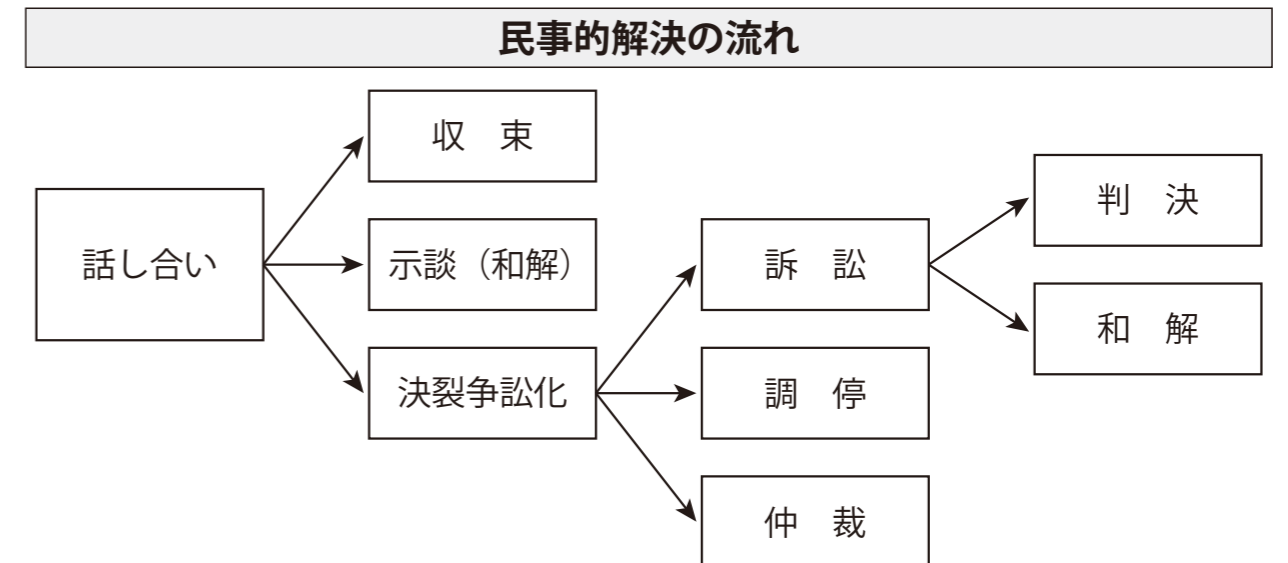 民事的解決の流れ
話し合い
収　束
示談（和解）
決裂争訟化
訴　訟
調　停
仲　裁
判　決
和　解